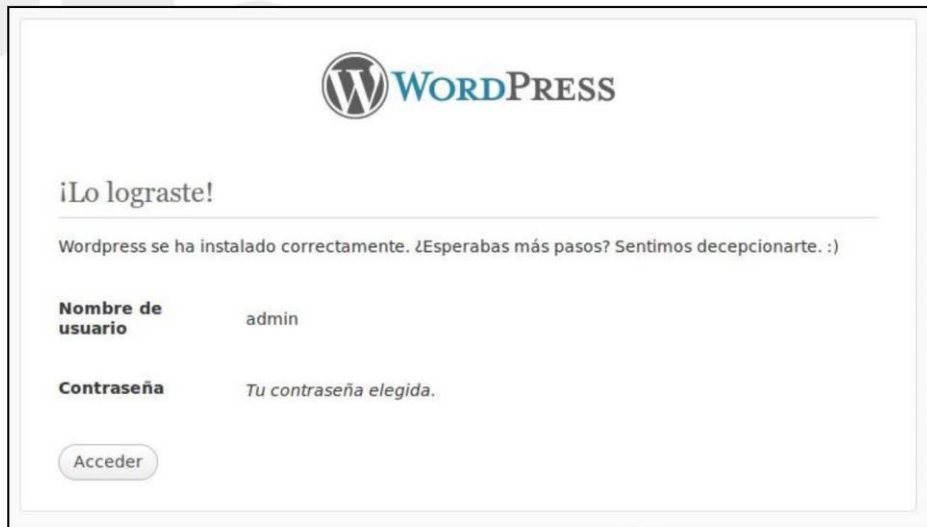 WORDPRESS
¡Lo lograste!
Wordpress se ha instalado correctamente. ¿Esperabas más pasos? Sentimos decepcionarte. :)
Nombre de
usuario
admin
Contraseña
Tu contraseña elegida.
Acceder